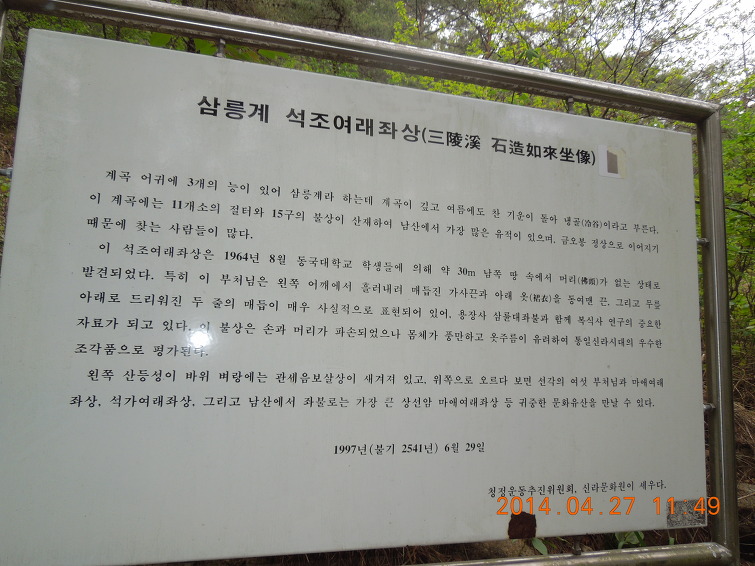 삼릉계 석조여래좌상(三陵溪 石造如來坐像)
계곡 어귀에 3개의 능이 있어 삼릉계라 하는데 계곡이 깊고 여름에도 찬 기운이 돌아 냉골(冷谷)이라고 부른다.
이 계곡에는 11개소의 절터와 15구의 불상이 산재하여 남산에서 가장 많은 유적이 있으며, 금오봉 정상으로 이어지기
때문에 찾는 사람들이 많다.
이 석조여래좌상은 1964년 8월 동국대학교 학생들에 의해 약 30m 남쪽 땅 속에서 머리(佛頭)가 없는 상태로
발견되었다. 특히 이 부처님은 왼쪽 어깨에서 흘러내려 매듭진 가사끈과 아래 옷(裙衣)을 동여맨 끈, 그리고 무릎
아래로 드리워진 두 줄의 매듭이 매우 사실적으로 표현되어 있어, 용장사 삼륜대좌불과 함께 복식사 연구의 중요한
자료가 되고 있다. 이 불상은 손과 머리가 파손되었으나 몸체가 풍만하고 옷주름이 유려하여 통일신라시대의 우수한
조각품으로 평가된다.
왼쪽 산등성이 바위 벼랑에는 관세음보살상이 새겨져 있고, 위쪽으로 오르다 보면 선각의 여섯 부처님과 마애여래
좌상, 석가여래좌상, 그리고 남산에서 좌불로는 가장 큰 상선암 마애여래좌상 등 귀중한 문화유산을 만날 수 있다.
1997년(불기 2541년) 6월 29일
청정운동추진위원회, 신라문화원이 세우다.
2014.04.27 11:49